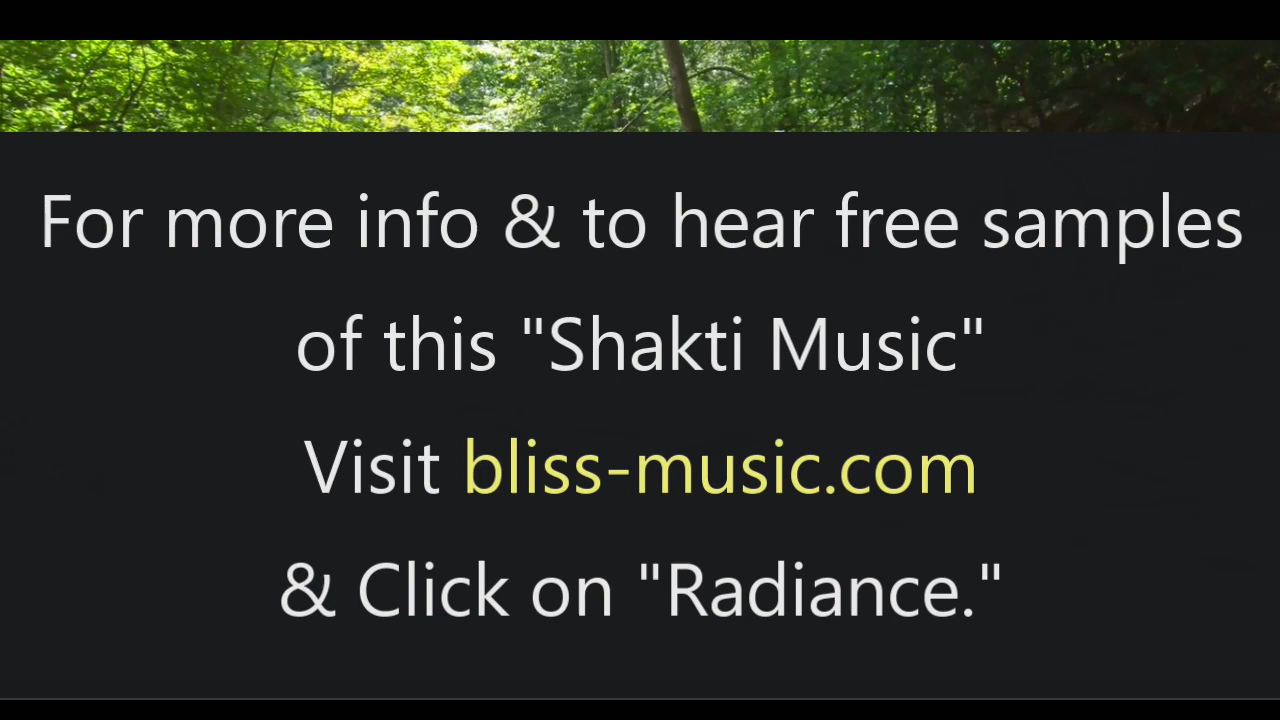 For more info & to hear free samples
of this "Shakti Music"
Visit bliss-music.com
& Click on "Radiance."